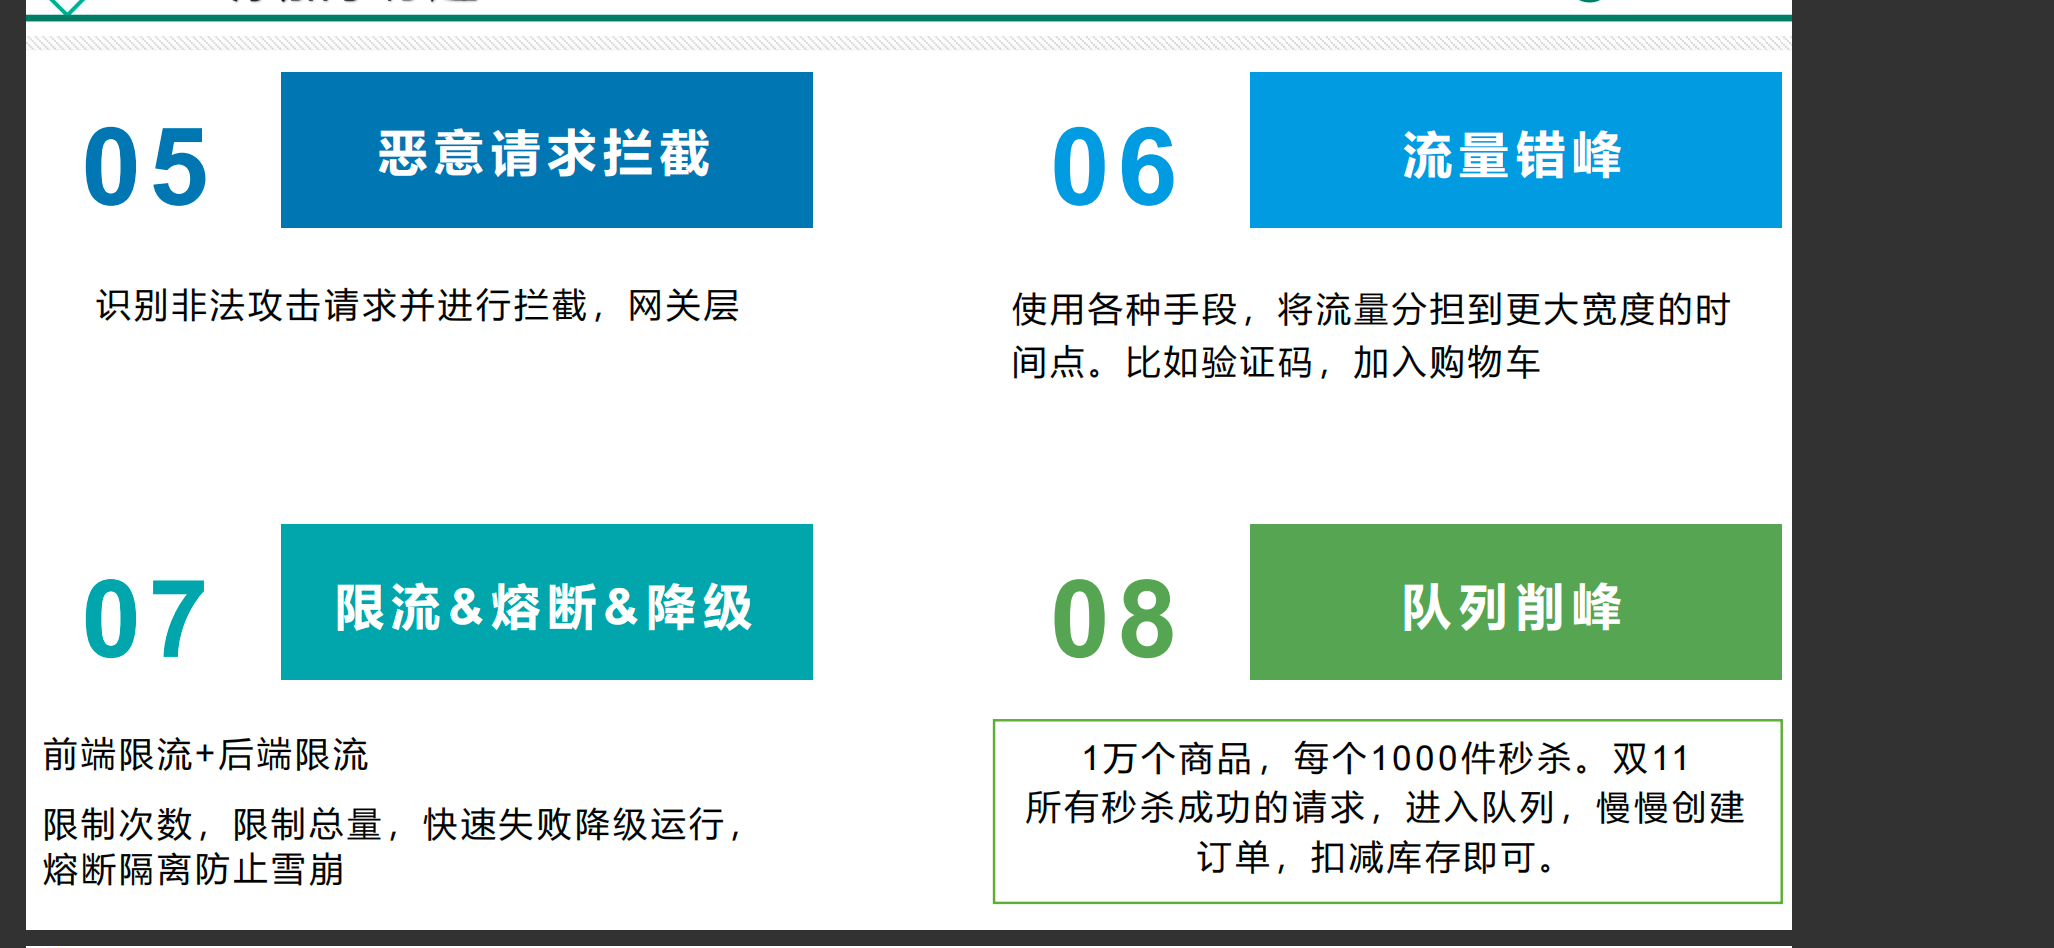 05
恶意请求拦截
识别非法攻击请求并进行拦截，网关层
06
流量错峰
使用各种手段，将流量分担到更大宽度的时
间点。比如验证码，加入购物车
07
限流&熔断&降级
前端限流+后端限流
限制次数，限制总量，快速失败降级运行，
熔断隔离防止雪崩
08
队列削峰
1万个商品，每个1000件秒杀。双11
所有秒杀成功的请求，进入队列，慢慢创建
订单，扣减库存即可。